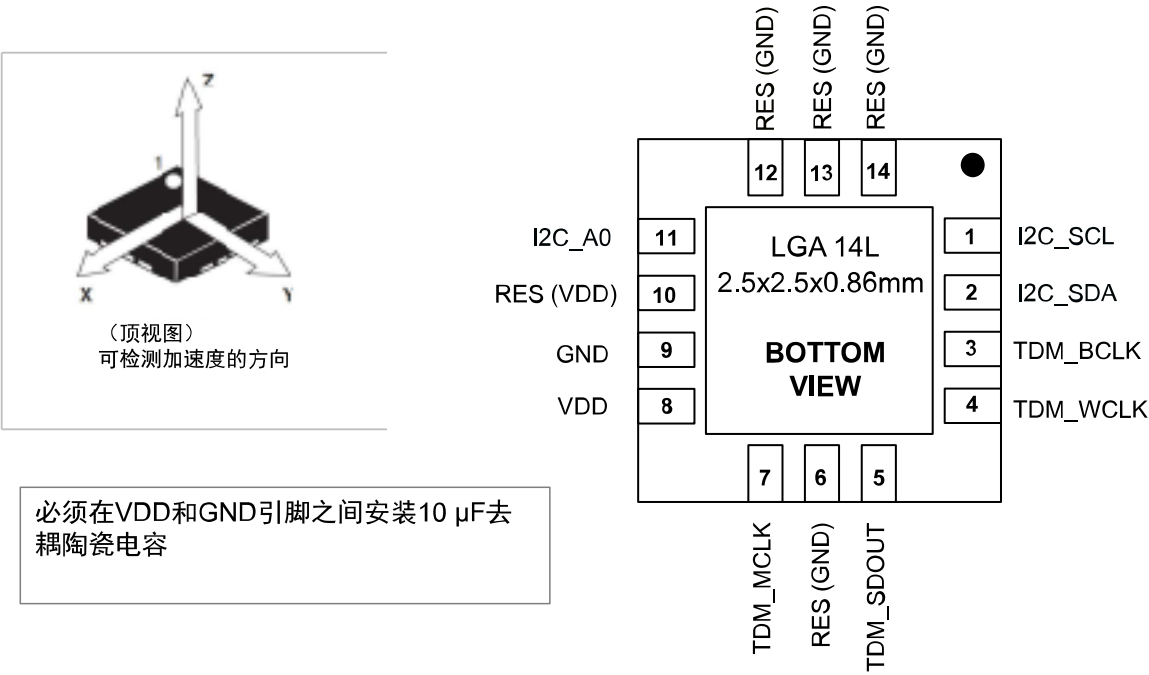 Z
1
X
Y
（顶视图）
可检测加速度的方向
必须在VDD和GND引脚之间安装10 μF去
耦陶瓷电容
RES (GND)
RES (GND)
RES (GND)
12
13
14
I2C_A0
11
1
I2C_SCL
RES (VDD)
10
2
I2C_SDA
GND
9
3
TDM_BCLK
VDD
8
4
TDM_WCLK
LGA 14L
2.5x2.5x0.86mm
BOTTOM
VIEW
7
6
5
TDM_MCLK
RES (GND)
TDM_SDOUT